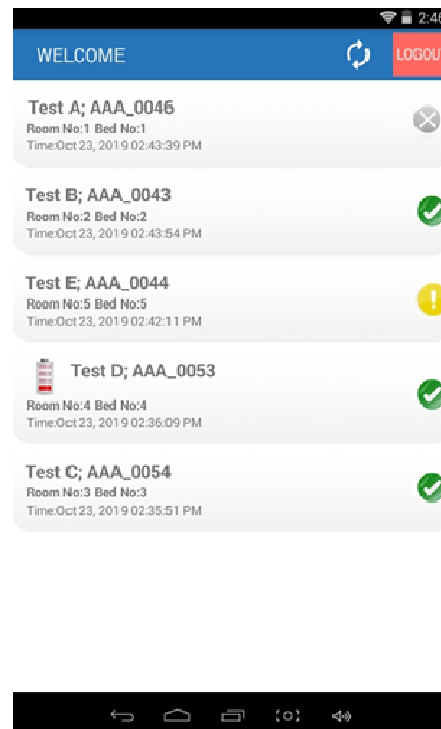 2:46
WELCOME
LOGOUT
Test A; AAA_0046
Room No:1 Bed No:1
Time:Oct 23, 2019 02:43:39 PM
Test B; AAA_0043
Room No:2 Bed No:2
Time:Oct 23, 2019 02:43:54 PM
Test E; AAA_0044
Room No:5 Bed No:5
Time:Oct 23, 2019 02:42:11 PM
Test D; AAA_0053
Room No:4 Bed No:4
Time:Oct 23, 2019 02:36:09 PM
Test C; AAA_0054
Room No:3 Bed No:3
Time:Oct 23, 2019 02:35:51 PM